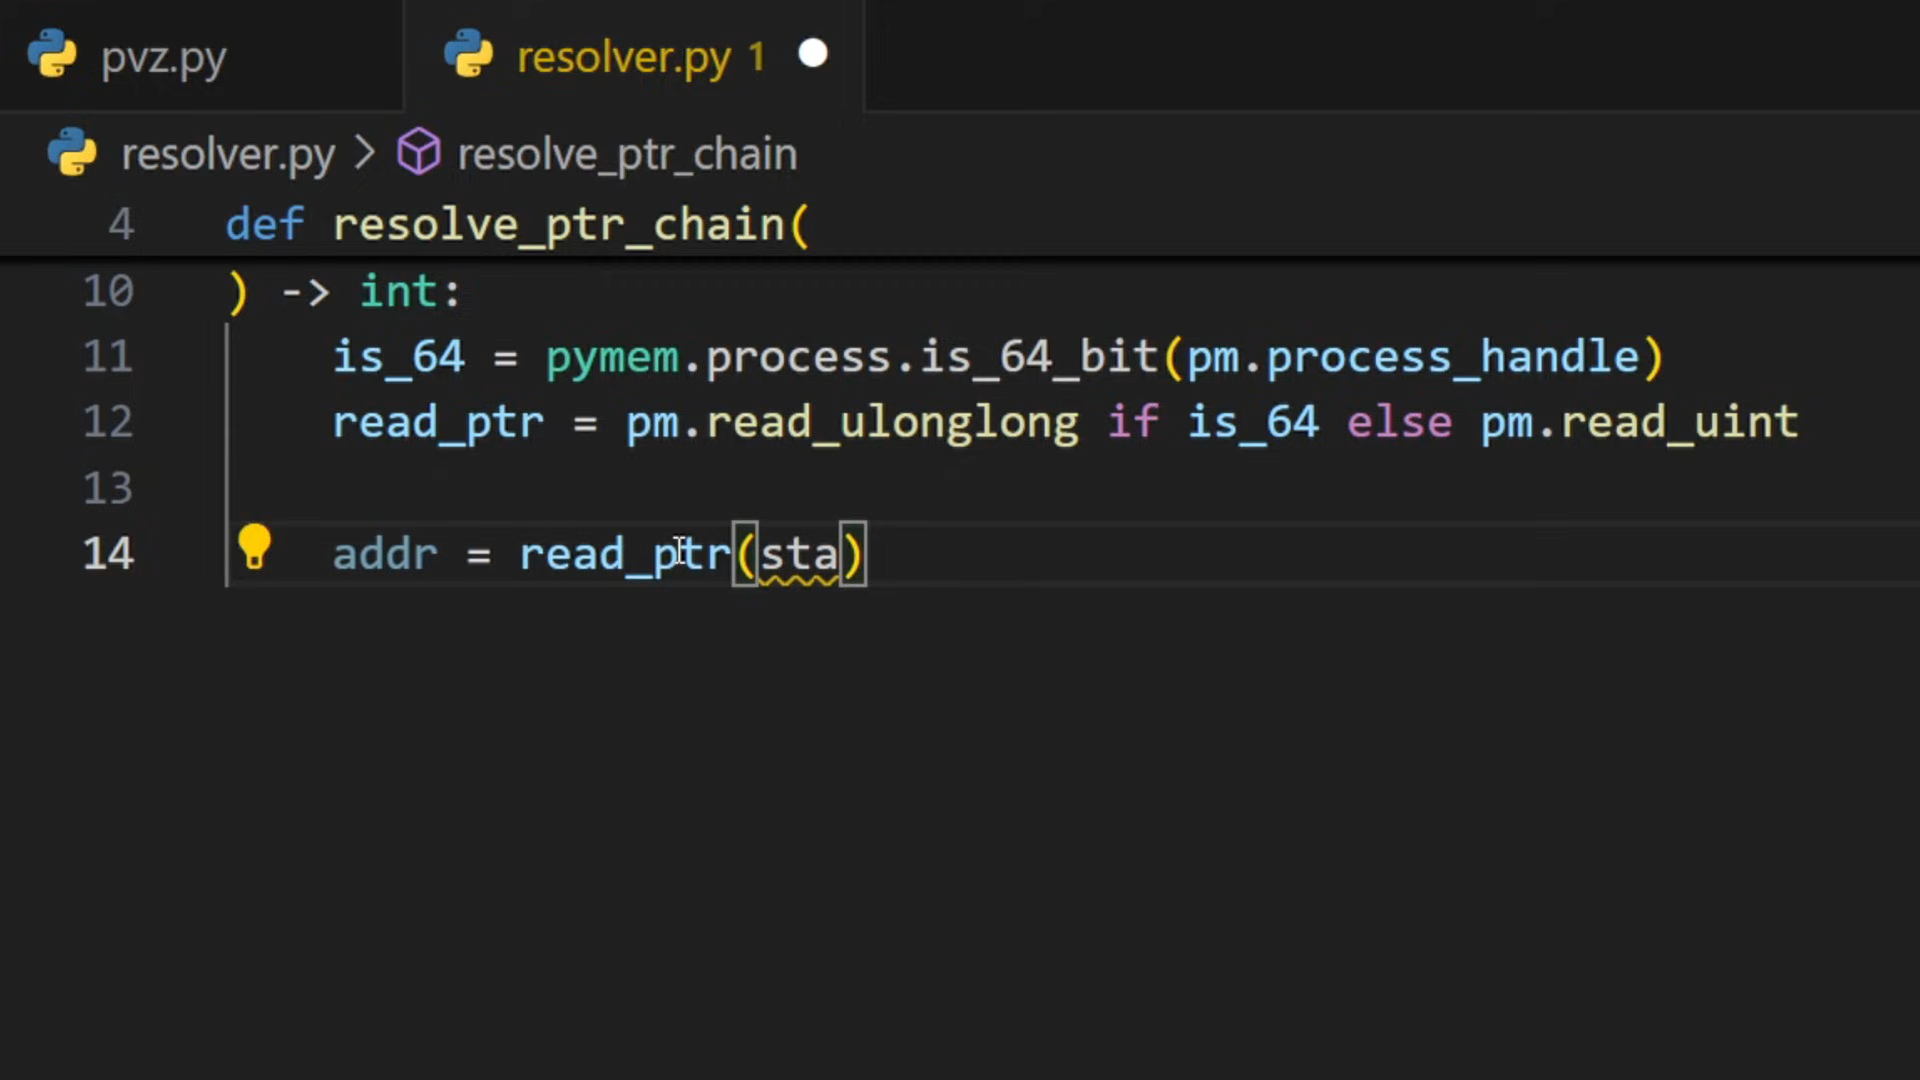 pvz.py resolver.py 1
resolver.py > resolve_ptr_chain
4 def resolve_ptr_chain(
10 ) -> int:
11 is_64 = pymem.process.is_64_bit(pm.process_handle)
12 read_ptr = pm.read_ulonglong if is_64 else pm.read_uint
13
14 addr = read_ptr(sta)